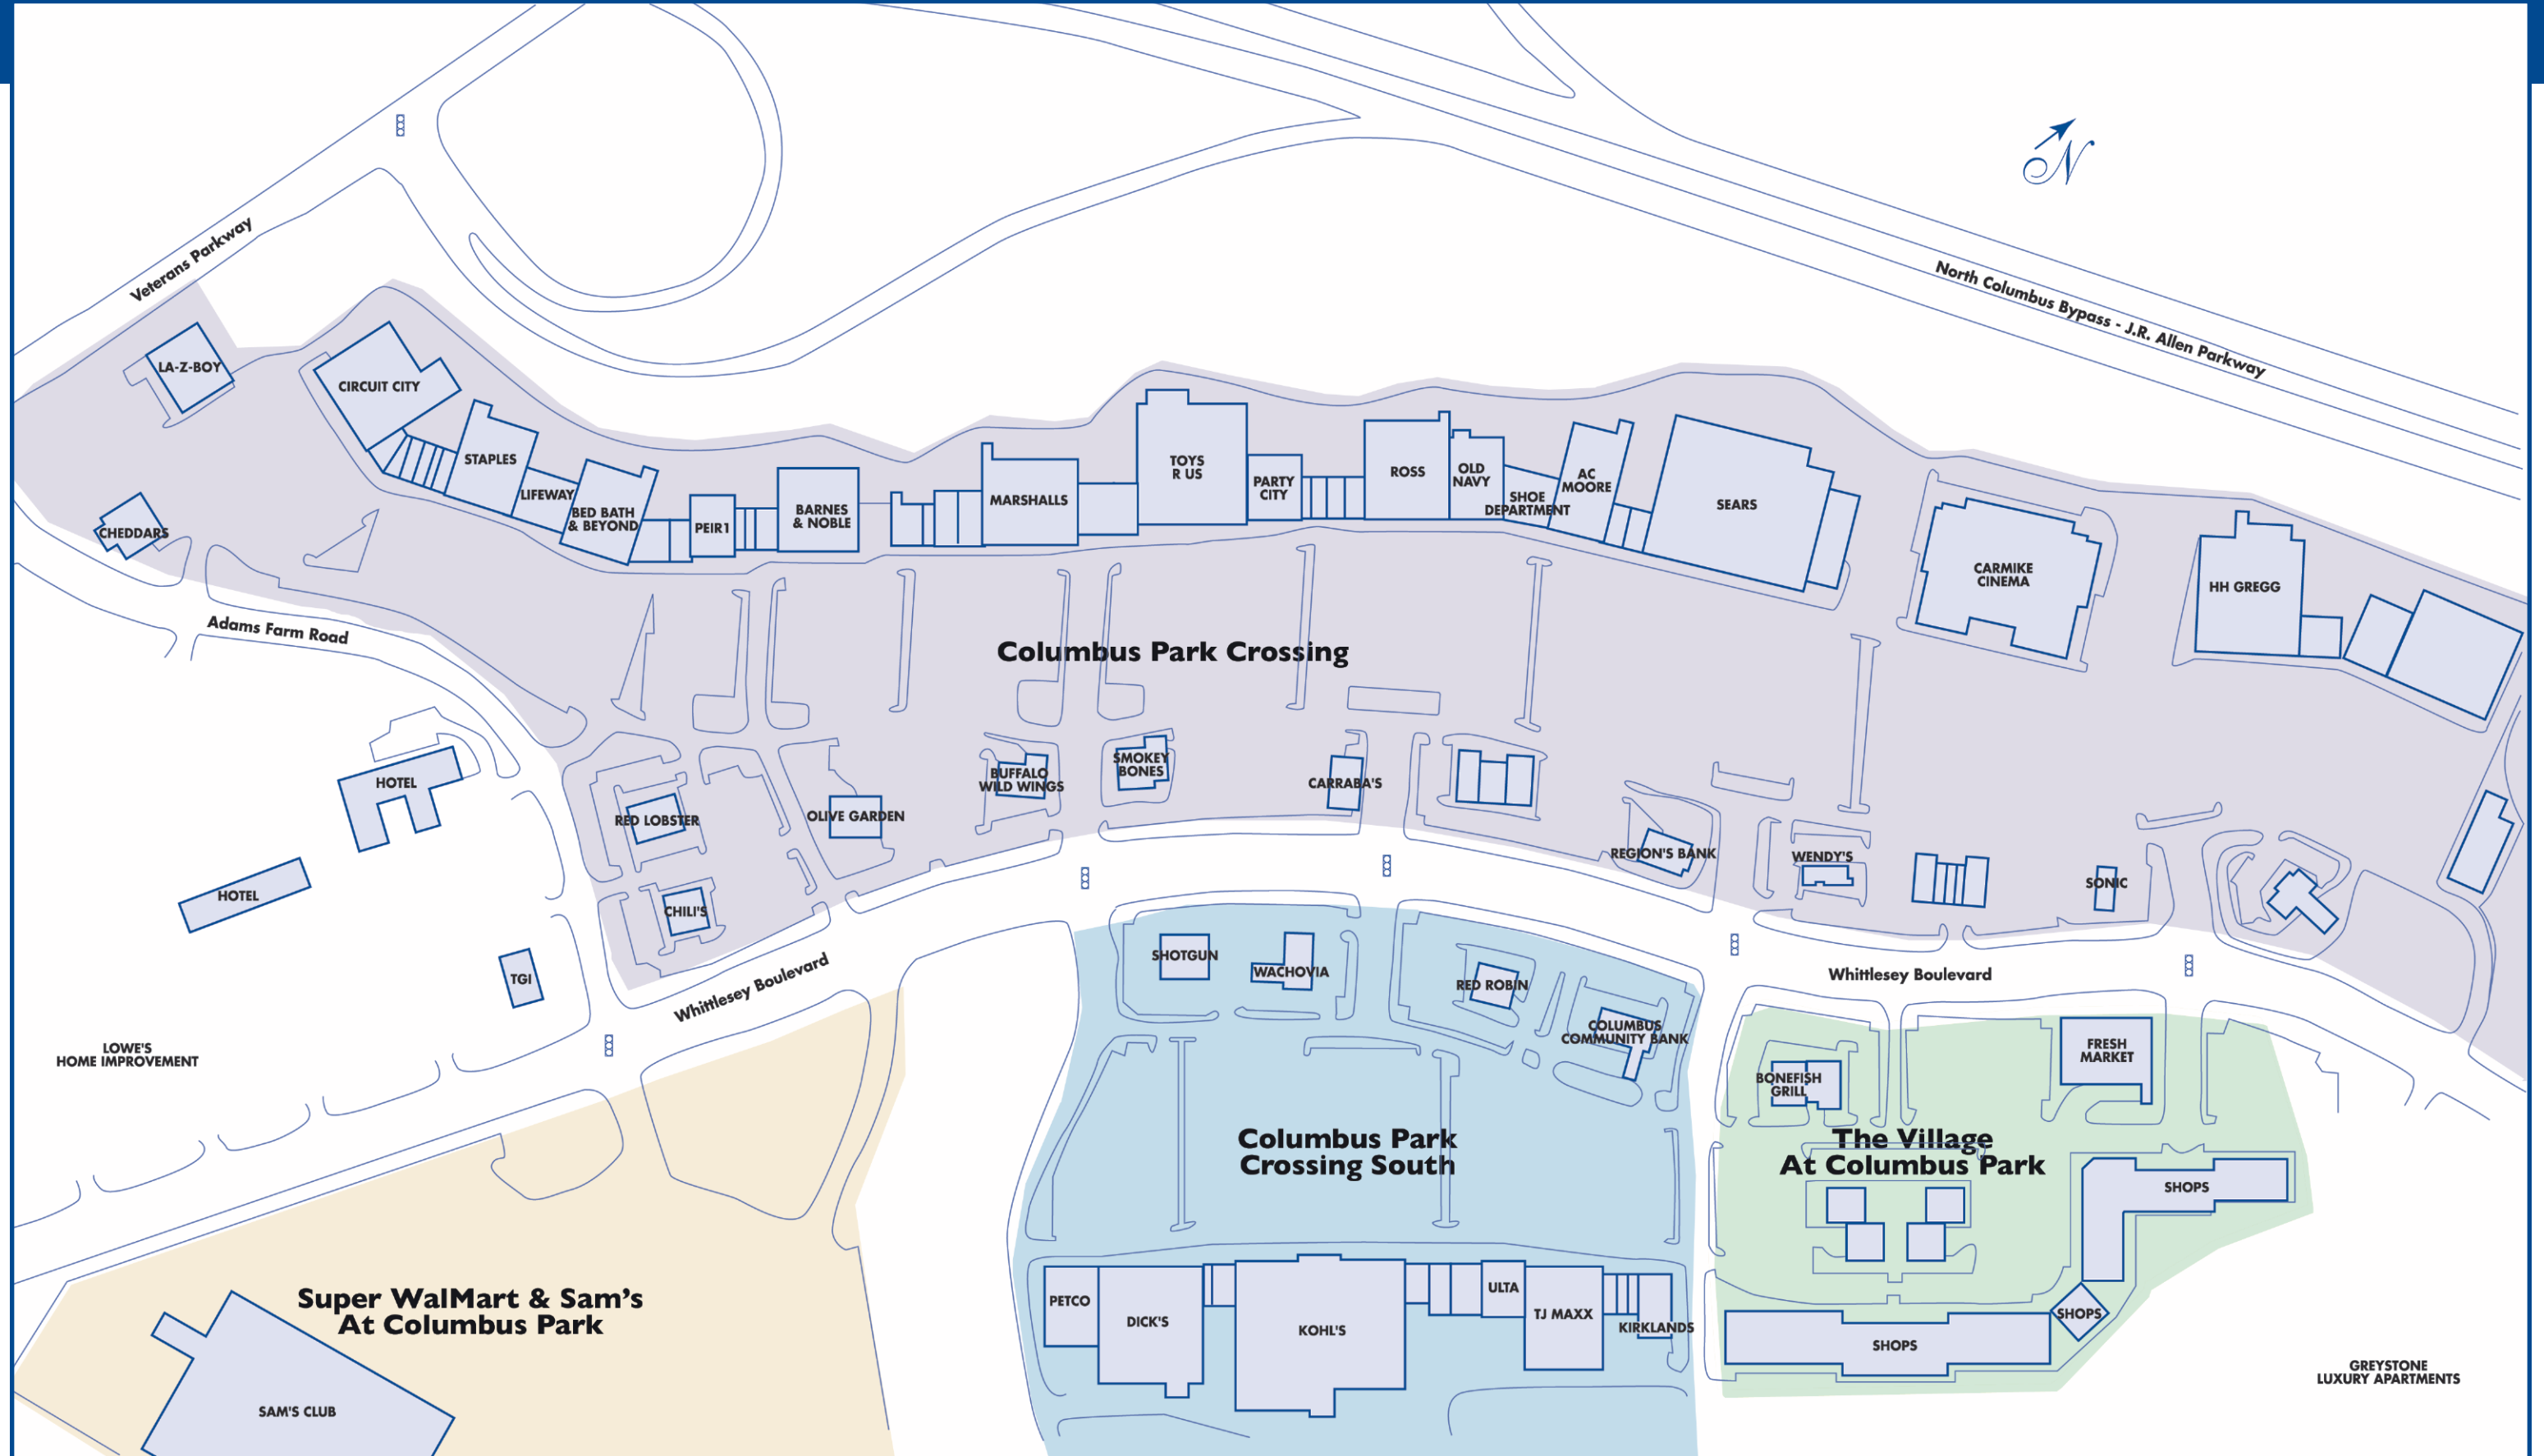 N
Veterans Parkway
North Columbus Bypass - J.R. Allen Parkway
LA-Z-BOY
CIRCUIT CITY
STAPLES
LIFEWAY
BED BATH
& BEYOND
PEIR1
BARNES
& NOBLE
MARSHALLS
TOYS
R US
PARTY
CITY
ROSS
OLD
NAVY
SHOE
DEPARTMENT
AC
MOORE
SEARS
CARMIKE
CINEMA
HH GREGG
CHEDDARS
Adams Farm Road
Columbus Park Crossing
HOTEL
HOTEL
TGI
LOWE'S
HOME IMPROVEMENT
RED LOBSTER
CHILI'S
OLIVE GARDEN
BUFFALO
WILD WINGS
SMOKEY
BONES
CARRABA'S
REGION'S BANK
WENDY'S
SONIC
Whittlesey Boulevard
Whittlesey Boulevard
SHOTGUN
WACHOVIA
RED ROBIN
COLUMBUS
COMMUNITY BANK
Columbus Park
Crossing South
PETCO
DICK'S
KOHL'S
ULTA
TJ MAXX
KIRKLANDS
BONEFISH
GRILL
FRESH
MARKET
The Village
At Columbus Park
SHOPS
SHOPS
SHOPS
GREYSTONE
LUXURY APARTMENTS
Super WalMart & Sam's
At Columbus Park
SAM'S CLUB